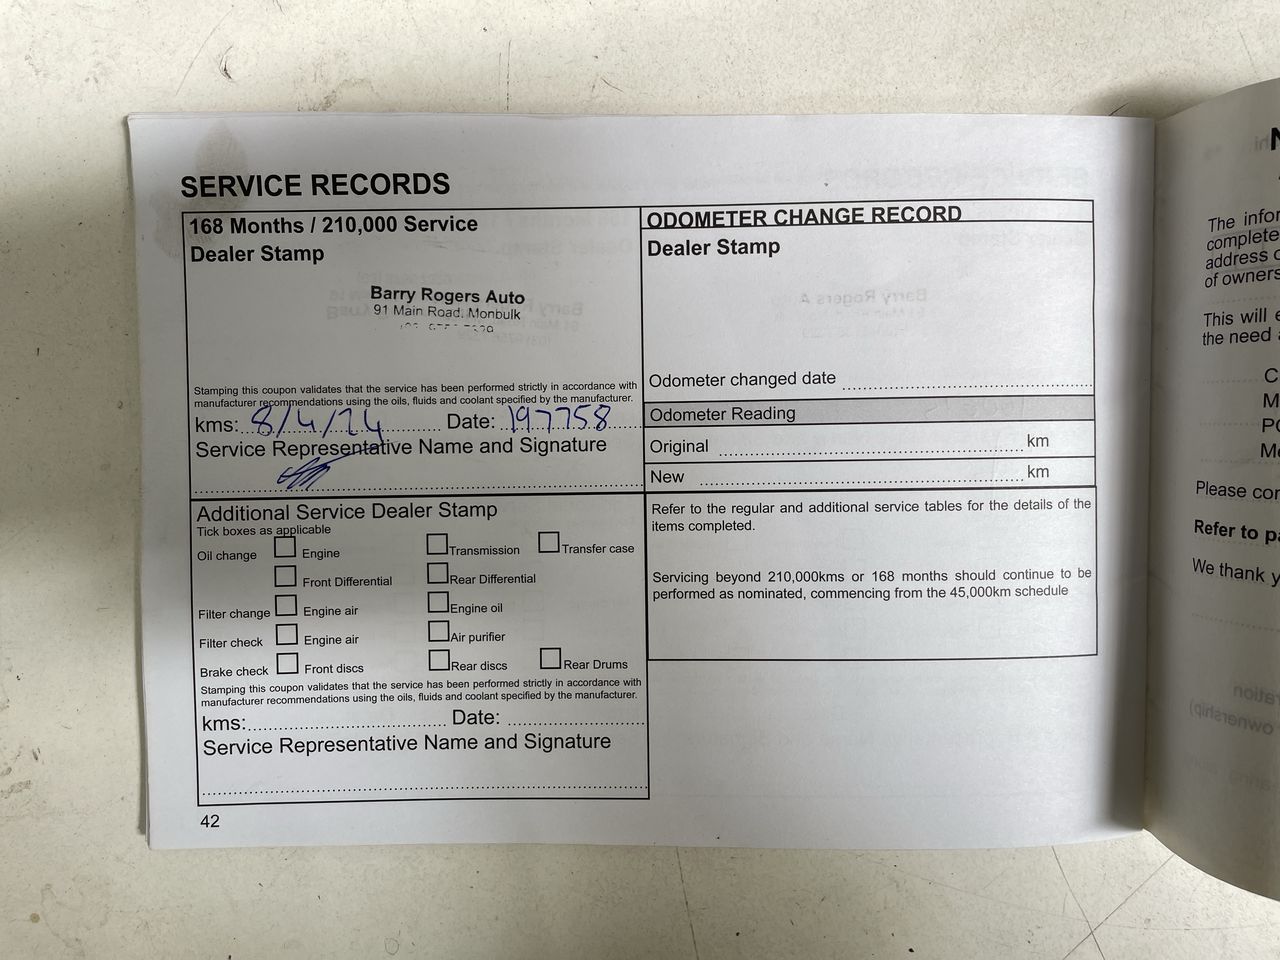 SERVICE RECORDS
168 Months / 210,000 Service
Dealer Stamp
Barry Rogers Auto
91 Main Road, Monbulk
Stamping this coupon validates that the service has been performed strictly in accordance with
manufacturer recommendations using the oils, fluids and coolant specified by the manufacturer.
kms: 8/4/24 Date: 197758
Service Representative Name and Signature
Additional Service Dealer Stamp
Tick boxes as applicable
Oil change Engine Transmission Transfer case
Front Differential Rear Differential
Filter change Engine air Engine oil
Filter check Engine air Air purifier
Brake check Front discs Rear discs Rear Drums
Stamping this coupon validates that the service has been performed strictly in accordance with
manufacturer recommendations using the oils, fluids and coolant specified by the manufacturer.
kms: Date:
Service Representative Name and Signature
42
ODOMETER CHANGE RECORD
Dealer Stamp
Odometer changed date
Odometer Reading
Original km
New km
Refer to the regular and additional service tables for the details of the
items completed.
Servicing beyond 210,000kms or 168 months should continue to be
performed as nominated, commencing from the 45,000km schedule
The
complete
address
of
This will
the need
Please
Refer to
We thank